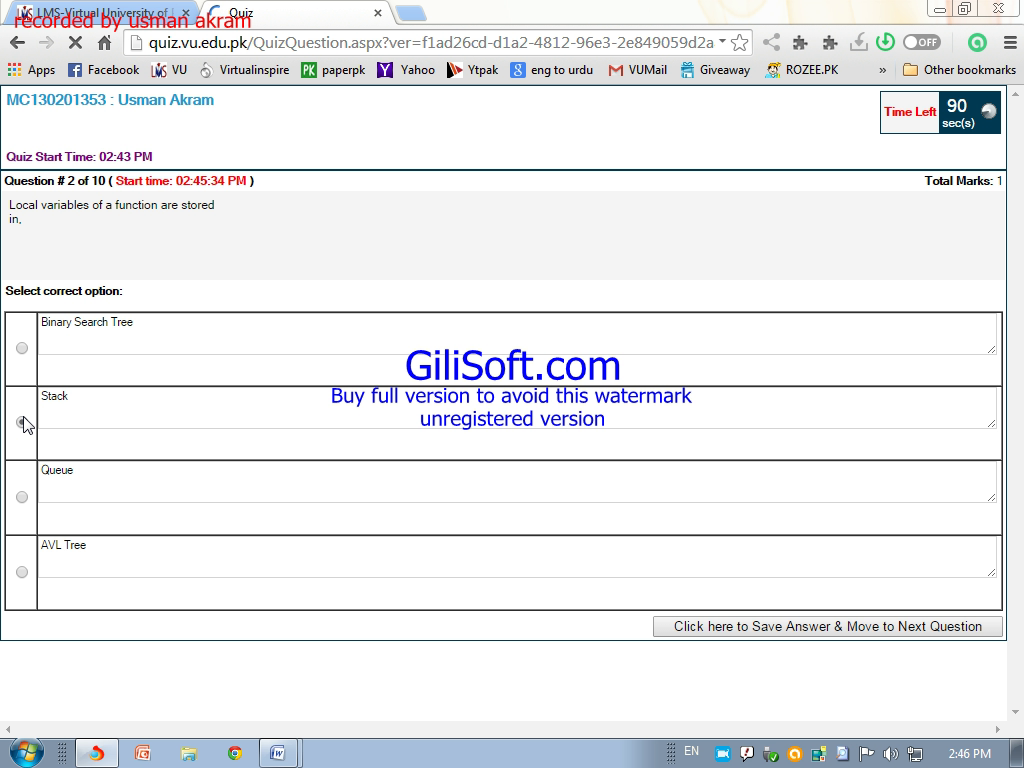 LMS-Virtual University of
Quiz
recorded by usman akram
quiz.vu.edu.pk/QuizQuestion.aspx?ver=f1ad26cd-d1a2-4812-96e3-2e849059d2a
OFF
Apps
Facebook
VU
Virtualinspire
PK paperpk
Yahoo
Ytpak
8 eng to urdu
VUMail
Giveaway
ROZEE.PK
»
Other bookmarks
MC130201353 : Usman Akram
Time Left 90 sec(s)
Quiz Start Time: 02:43 PM
Question # 2 of 10 ( Start time: 02:45:34 PM )
Total Marks: 1
Local variables of a function are stored
in,
Select correct option:
Binary Search Tree
GiliSoft.com
Stack
Buy full version to avoid this watermark
unregistered version
Queue
AVL Tree
Click here to Save Answer & Move to Next Question
EN
2:46 PM